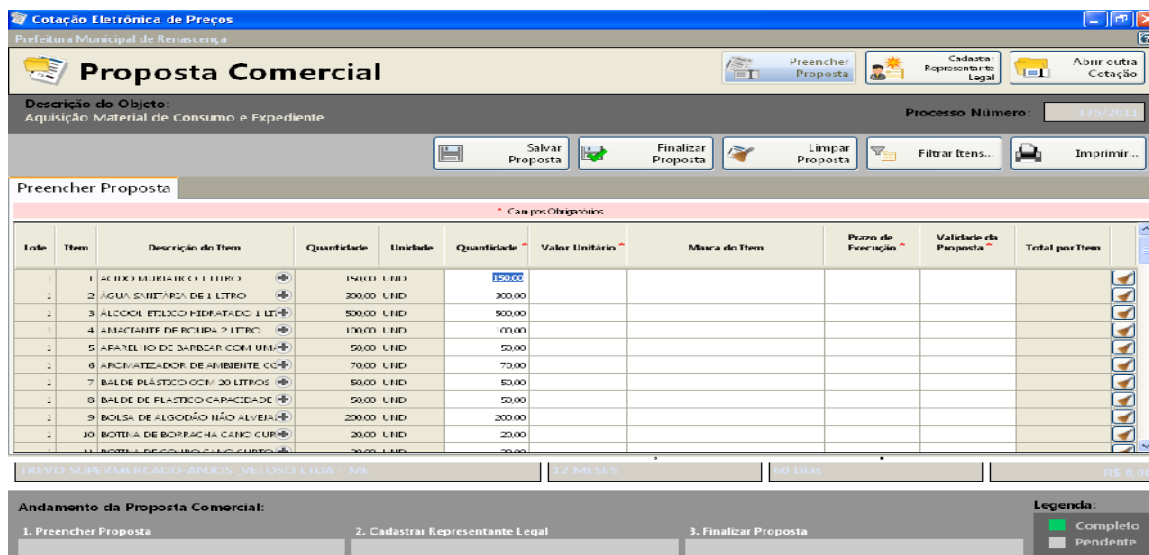 Cotação Eletrônica de Preços
Prefeitura Municipal de Renascença
Proposta Comercial
Preencher Proposta
Cadastrar Representante Legal
Abrir outra Cotação
Descrição do Objeto:
Aquisição Material de Consumo e Expediente
Processo Número:
Salvar Proposta
Finalizar Proposta
Limpar Proposta
Filtrar Itens...
Imprimir...
Preencher Proposta
* Campos Obrigatórios
Lote Item Descrição do Item Quantidade Unidade Quantidade * Valor Unitário * Marca do Item Prazo de Execução * Validade da Proposta * Total por Item
1 ACIDO MURIATICO 1 LITRO 150,00 UND 150,00
2 ÁGUA SANITÁRIA DE 1 LITRO 300,00 UND 300,00
3 ÁLCOOL ETILICO HIDRATADO 1 LIT 500,00 UND 500,00
4 AMACIANTE DE ROUPA 2 LITRO 100,00 UND 100,00
5 APARELHO DE BARBEAR COM UMA 50,00 UND 50,00
6 AROMATIZADOR DE AMBIENTE, CO 70,00 UND 70,00
7 BALDE PLÁSTICO COM 20 LITROS 50,00 UND 50,00
8 BALDE DE PLASTICO CAPACIDADE 50,00 UND 50,00
9 BOLSA DE ALGODÃO NÃO ALVEJA 200,00 UND 200,00
10 BOTINA DE BORRACHA CANO CUR 20,00 UND 20,00
TREVO SUPERMERCADO-ANJOS VELOSO LTDA - ME 12 MESES 60 Dias R$ 0,00
Andamento da Proposta Comercial:
Legenda:
1. Preencher Proposta
2. Cadastrar Representante Legal
3. Finalizar Proposta
Completo
Pendente